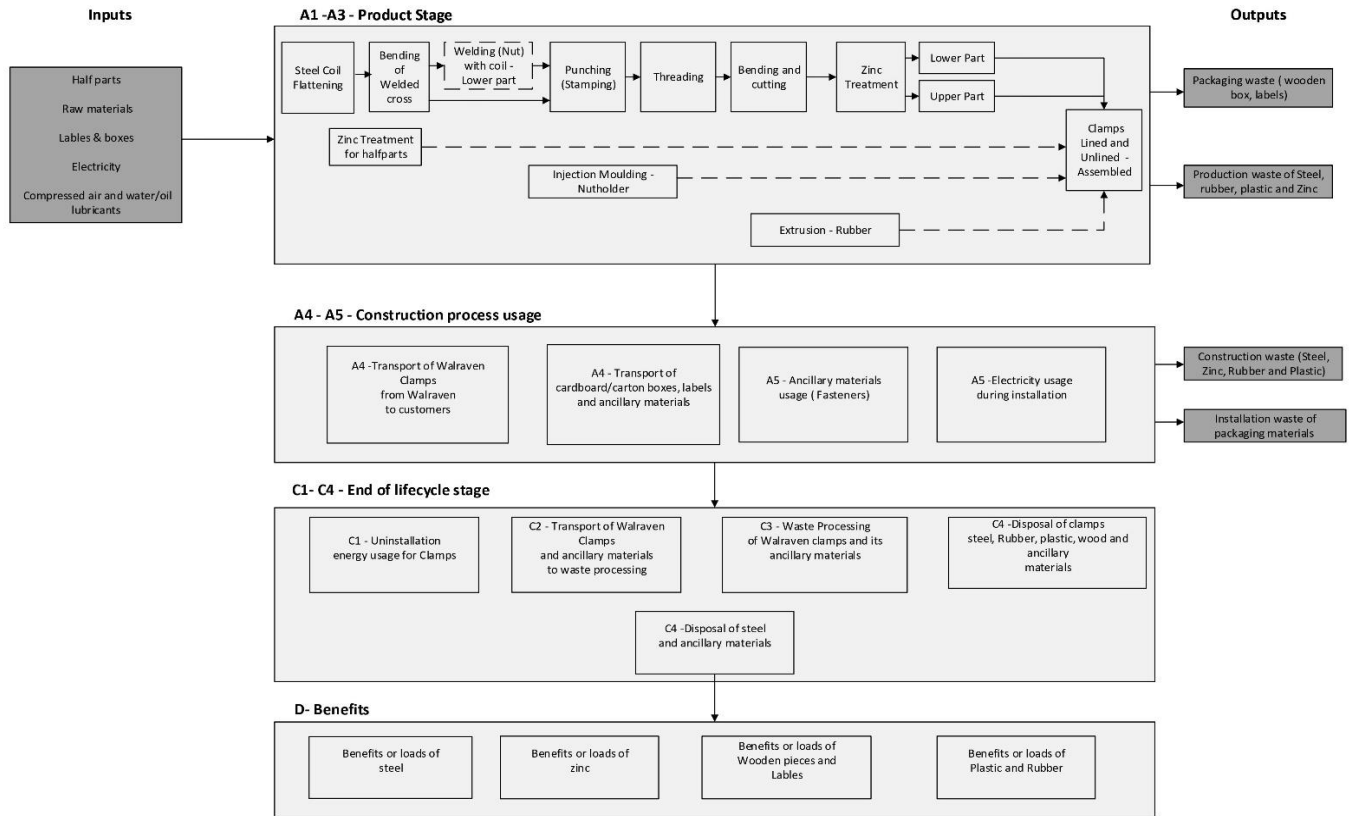 Inputs
A1 -A3 - Product Stage
Outputs
Half parts
Raw materials
Lables & boxes
Electricity
Compressed air and water/oil
lubricants
Steel Coil
Flattening
Bending
of
Welded
cross
Welding (Nut)
with coil -
Lower part
Punching
(Stamping)
Threading
Bending and
cutting
Zinc
Treatment
Lower Part
Upper Part
Clamps
Lined and
Unlined -
Assembled
Zinc Treatment
for halfparts
Injection Moulding -
Nutholder
Extrusion - Rubber
Packaging waste ( wooden
box, labels)
Production waste of Steel,
rubber, plastic and Zinc
A4 - A5 - Construction process usage
A4 -Transport of Walraven
Clamps
from Walraven
to customers
A4 - Transport of
cardboard/carton boxes, labels
and ancillary materials
A5 - Ancillary materials
usage ( Fasteners)
A5 -Electricity usage
during installation
Construction waste (Steel,
Zinc, Rubber and Plastic)
Installation waste of
packaging materials
C1- C4 - End of lifecycle stage
C1 - Uninstallation
energy usage for Clamps
C2 - Transport of Walraven
Clamps
and ancillary materials
to waste processing
C3 - Waste Processing
of Walraven clamps and its
ancillary materials
C4 -Disposal of clamps
steel, Rubber, plastic, wood and
ancillary
materials
C4 -Disposal of steel
and ancillary materials
D- Benefits
Benefits or loads of
steel
Benefits or loads of
zinc
Benefits or loads of
Wooden pieces and
Lables
Benefits or loads of
Plastic and Rubber